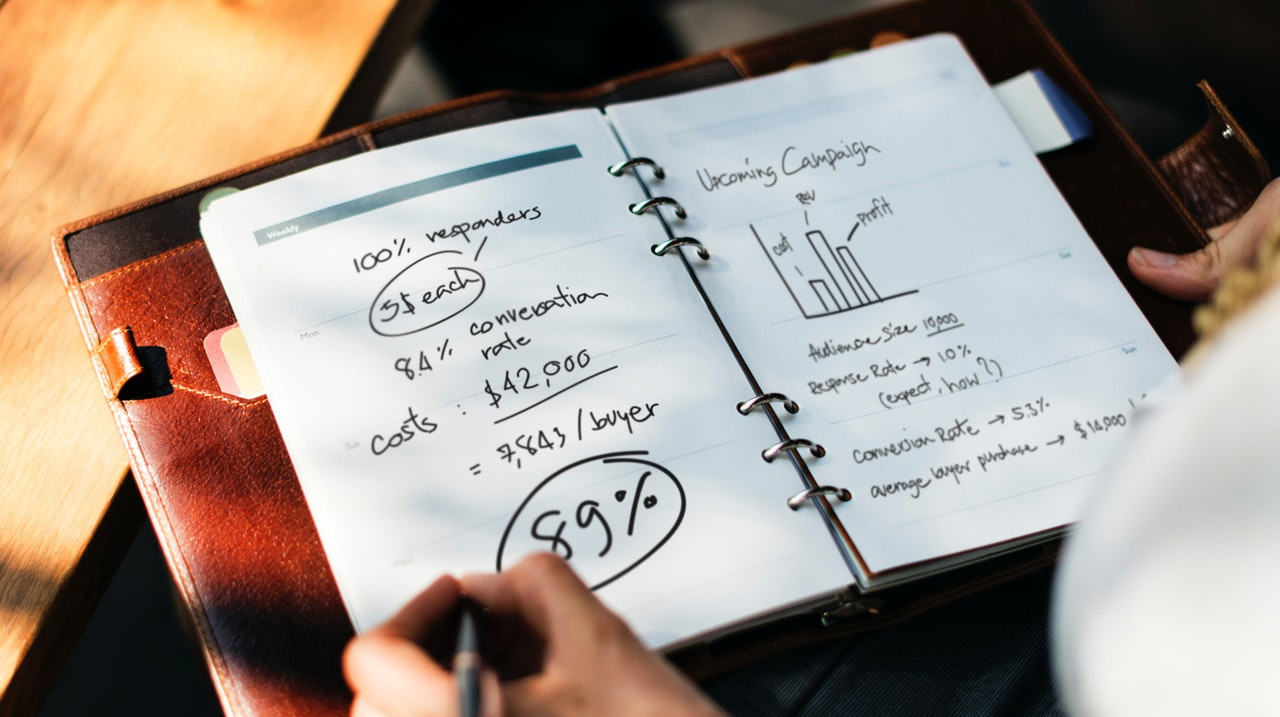 Weekly
100% responders
5$ each
8.4% conversation
rate
costs : $42,000
= 7,843 / buyer
89%
Mon
Tue
Wed
Upcoming Campaign
Rev
cost
Profit
Audience Size 10,000
Response Rate → 10%
(expect, how?)
Conversion Rate → 5.3%
average buyer purchase → $14,000
Sat
Sun